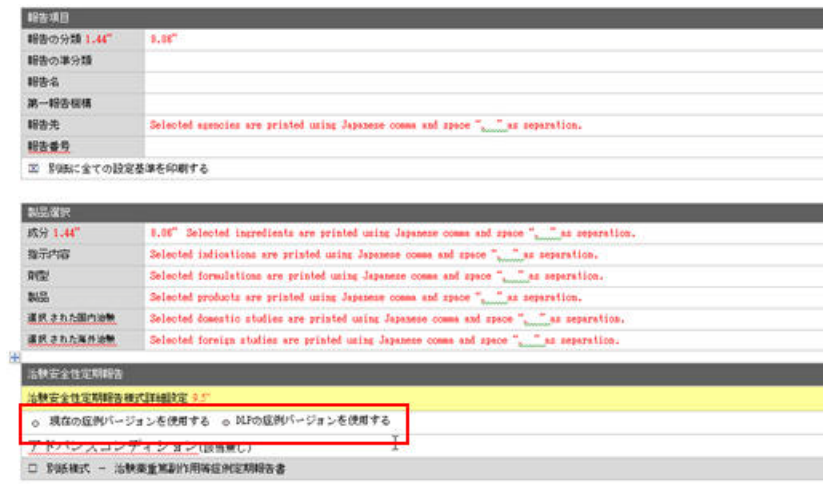 報告項目
報告の分類 1.44" 8.08"
報告の準分類
報告名
第一報告機構
報告先 Selected agencies are printed using Japanese comma and space "、 " as separation.
報告番号
別紙に全ての設定基準を印刷する
製品選択
成分 1.44" 8.08" Selected ingredients are printed using Japanese comma and space "、 " as separation.
指示内容 Selected indications are printed using Japanese comma and space "、 " as separation.
剤型 Selected formulations are printed using Japanese comma and space "、 " as separation.
製品 Selected products are printed using Japanese comma and space "、 " as separation.
選択された国内治験 Selected domestic studies are printed using Japanese comma and space "、 " as separation.
選択された海外治験 Selected foreign studies are printed using Japanese comma and space "、 " as separation.
治験安全性定期報告
治験安全性定期報告様式詳細設定 9.5"
○ 現在の症例バージョンを使用する ○ DLPの症例バージョンを使用する
アドバンスコンディション(該当無し)
□ 別紙様式 - 治験薬重篤副作用等症例定期報告書